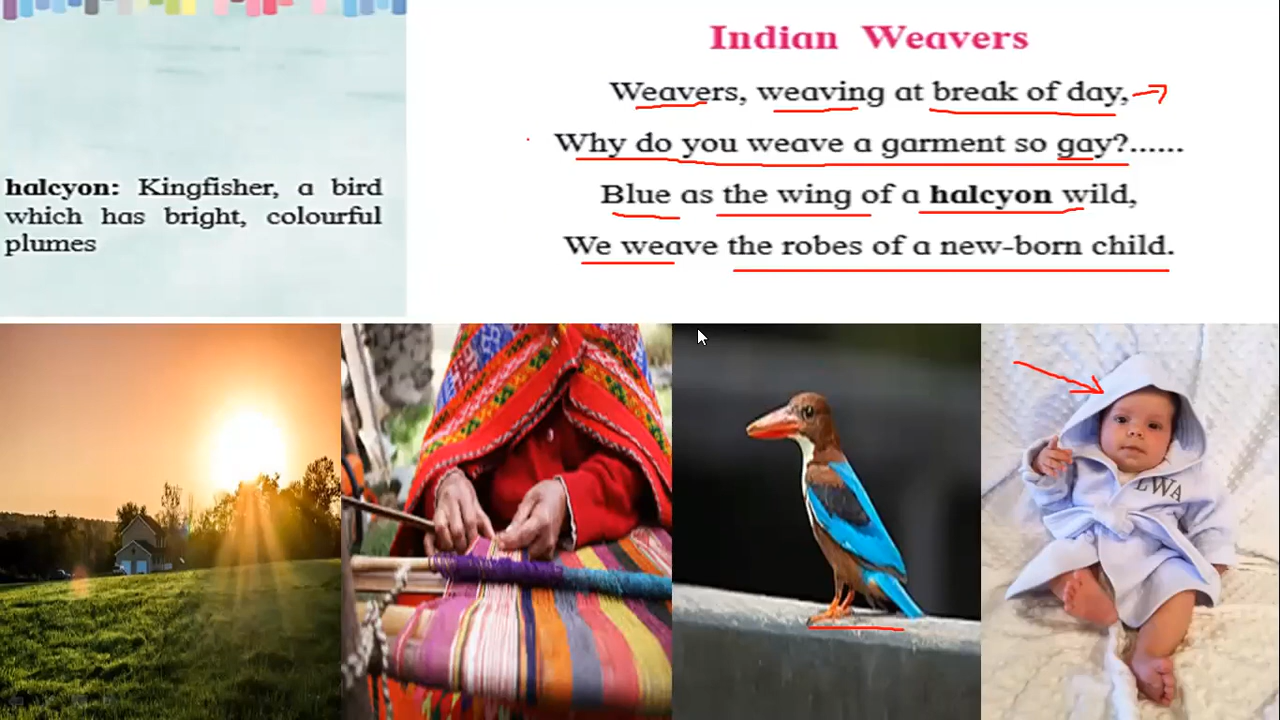 Indian Weavers
Weavers, weaving at break of day,
Why do you weave a garment so gay?......
Blue as the wing of a halcyon wild,
We weave the robes of a new-born child.
halcyon: Kingfisher, a bird
which has bright, colourful
plumes
LWA